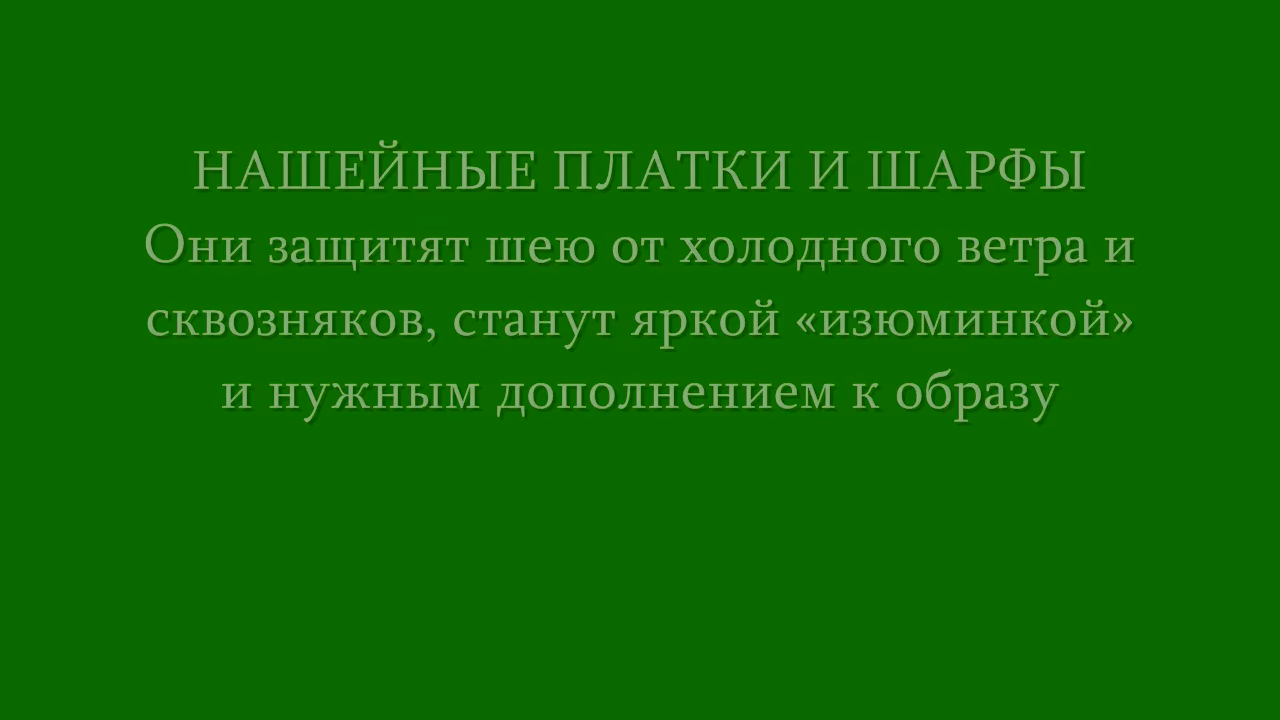 НАШЕЙНЫЕ ПЛАТКИ И ШАРФЫ
Они защитят шею от холодного ветра и
сквозняков, станут яркой «изюминкой»
и нужным дополнением к образу